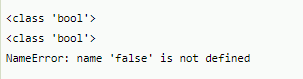 <class 'bool'>
<class 'bool'>
NameError: name 'false' is not defined